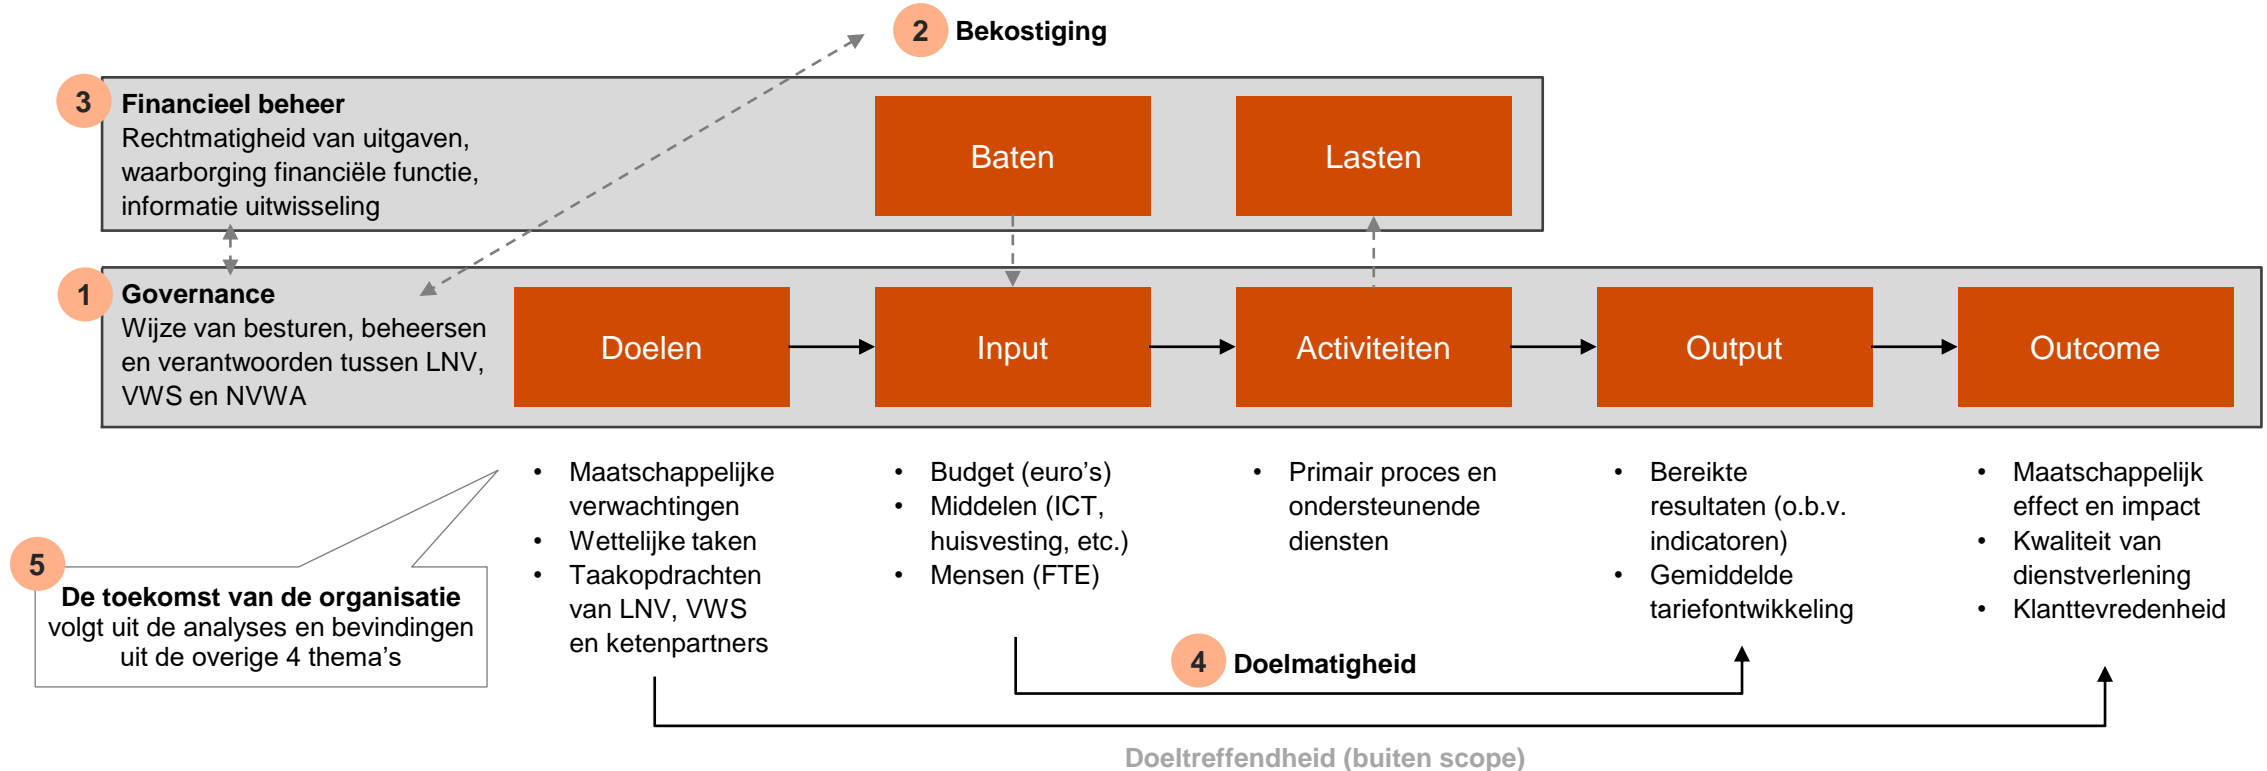 2 Bekostiging
3 Financieel beheer
Rechtmatigheid van uitgaven,
waarborging financiële functie,
informatie uitwisseling
Baten
Lasten
1 Governance
Wijze van besturen, beheersen
en verantwoorden tussen LNV,
VWS en NVWA
Doelen
Input
Activiteiten
Output
Outcome
• Maatschappelijke
verwachtingen
• Wettelijke taken
• Taakopdrachten
van LNV, VWS
en ketenpartners
• Budget (euro’s)
• Middelen (ICT,
huisvesting, etc.)
• Mensen (FTE)
• Primair proces en
ondersteunende
diensten
• Bereikte
resultaten (o.b.v.
indicatoren)
• Gemiddelde
tariefontwikkeling
• Maatschappelijk
effect en impact
• Kwaliteit van
dienstverlening
• Klanttevredenheid
5
De toekomst van de organisatie
volgt uit de analyses en bevindingen
uit de overige 4 thema’s
4 Doelmatigheid
Doeltreffendheid (buiten scope)